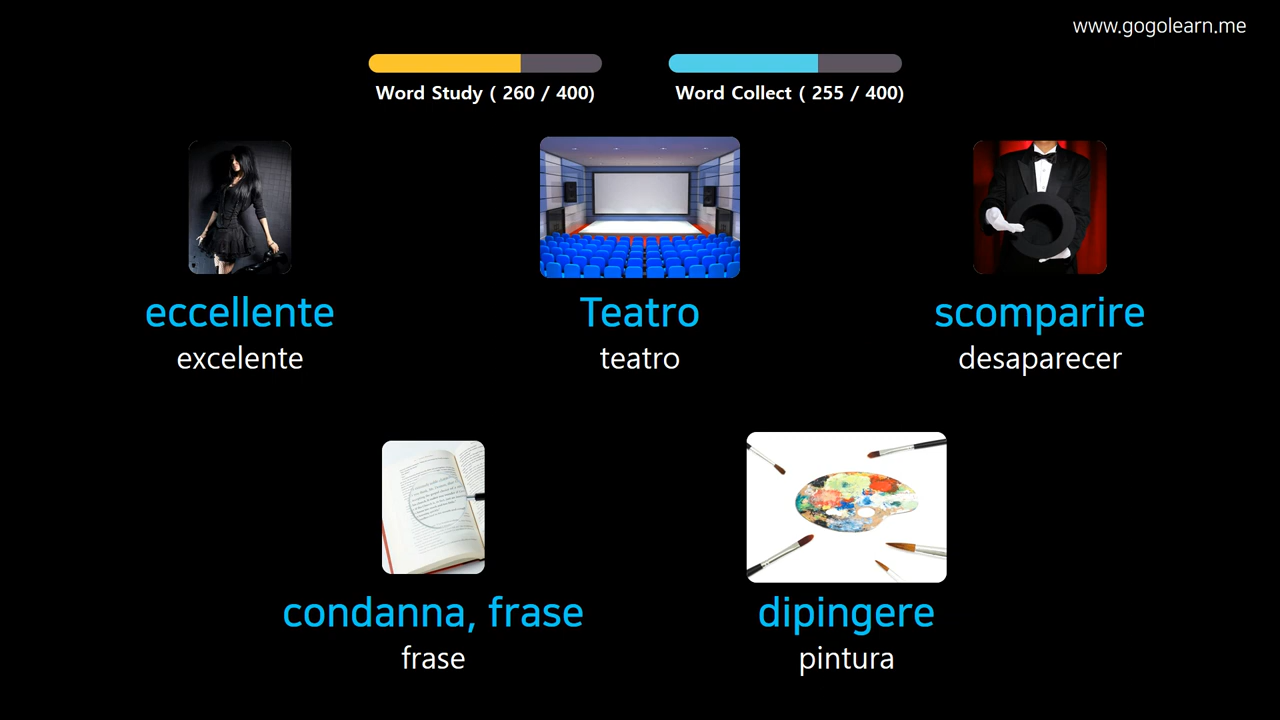 www.gogolearn.me
Word Study ( 260 / 400)
Word Collect ( 255 / 400)
eccellente
excelente
Teatro
teatro
scomparire
desaparecer
condanna, frase
frase
dipingere
pintura